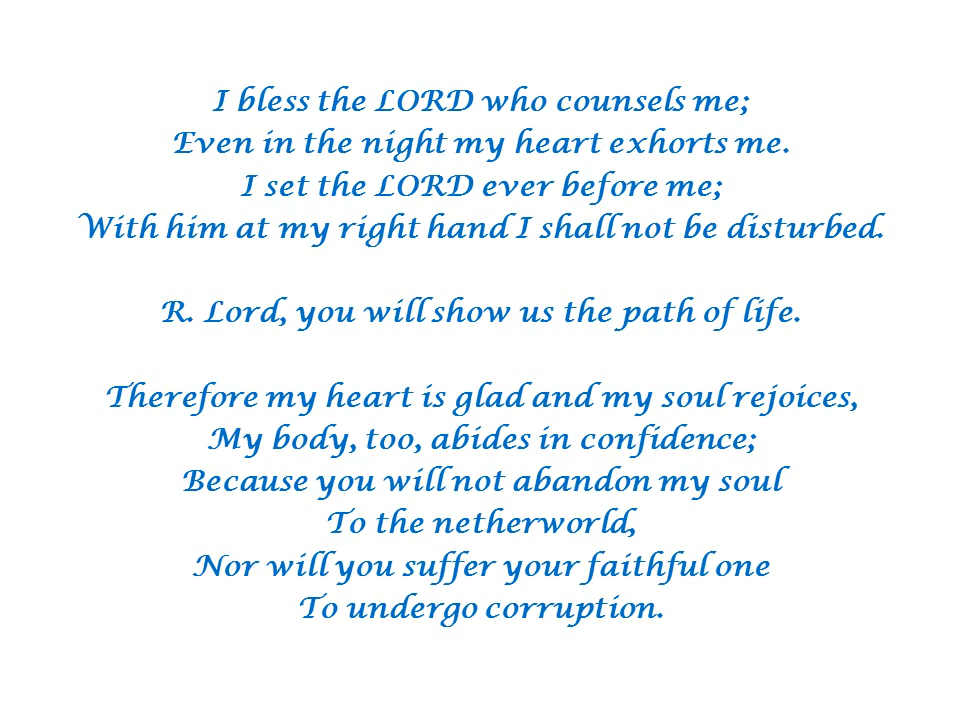 I bless the LORD who counsels me;
Even in the night my heart exhorts me.
I set the LORD ever before me;
With him at my right hand I shall not be disturbed.
R. Lord, you will show us the path of life.
Therefore my heart is glad and my soul rejoices,
My body, too, abides in confidence;
Because you will not abandon my soul
To the netherworld,
Nor will you suffer your faithful one
To undergo corruption.